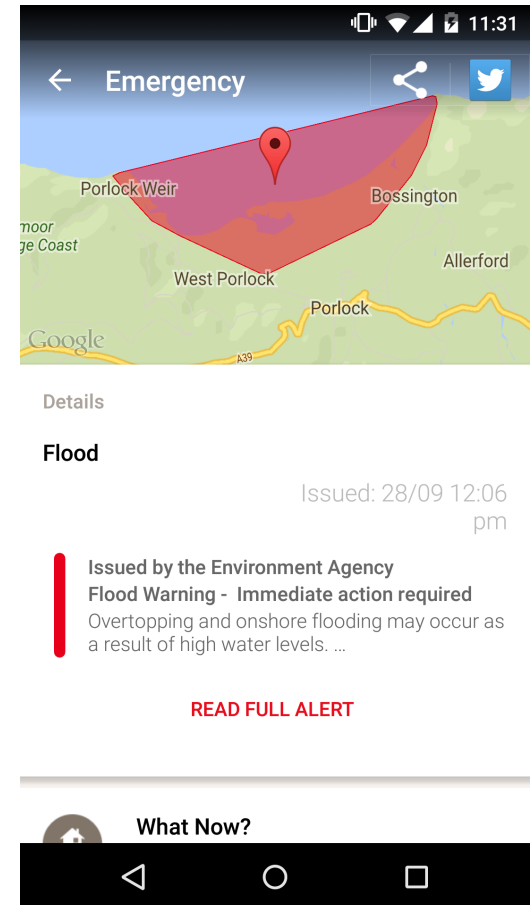 11:31
Emergency
Porlock Weir
Bossington
moor
ge Coast
Allerford
West Porlock
Porlock
Google
A39
Details
Flood
Issued: 28/09 12:06
pm
Issued by the Environment Agency
Flood Warning - Immediate action required
Overtopping and onshore flooding may occur as
a result of high water levels. ...
READ FULL ALERT
What Now?